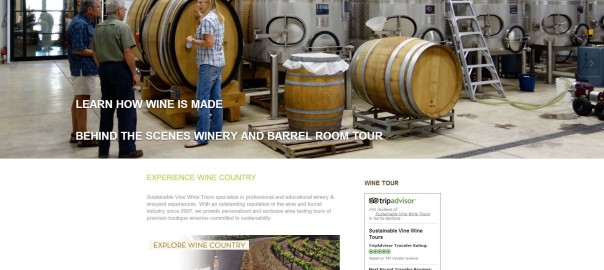 LEARN HOW WINE IS MADE
BEHIND THE SCENES WINERY AND BARREL ROOM TOUR
EXPERIENCE WINE COUNTRY
WINE TOUR
Sustainable Vine Wine Tours specializes in professional and educational winery &
vineyard experiences. With an outstanding reputation in the wine and tourist
industry since 2007, we provide personalized and exclusive wine tasting tours of
premium boutique wineries committed to sustainability.
tripadvisor
141 reviews of
Sustainable Vine Wine Tours
in Santa Barbara
Sustainable Vine Wine
Tours
TripAdvisor Traveler Rating:
Based on 141 traveler reviews
EXPLORE WINE COUNTRY
Most Recent Traveler Reviews: